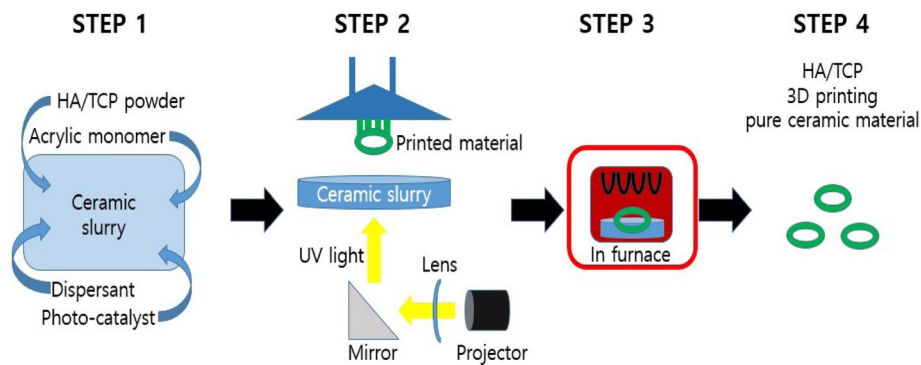 STEP 1
HA/TCP powder
Acrylic monomer
Ceramic
slurry
Dispersant
Photo-catalyst
STEP 2
Printed material
Ceramic slurry
UV light
Lens
Mirror
Projector
STEP 3
In furnace
STEP 4
HA/TCP
3D printing
pure ceramic material